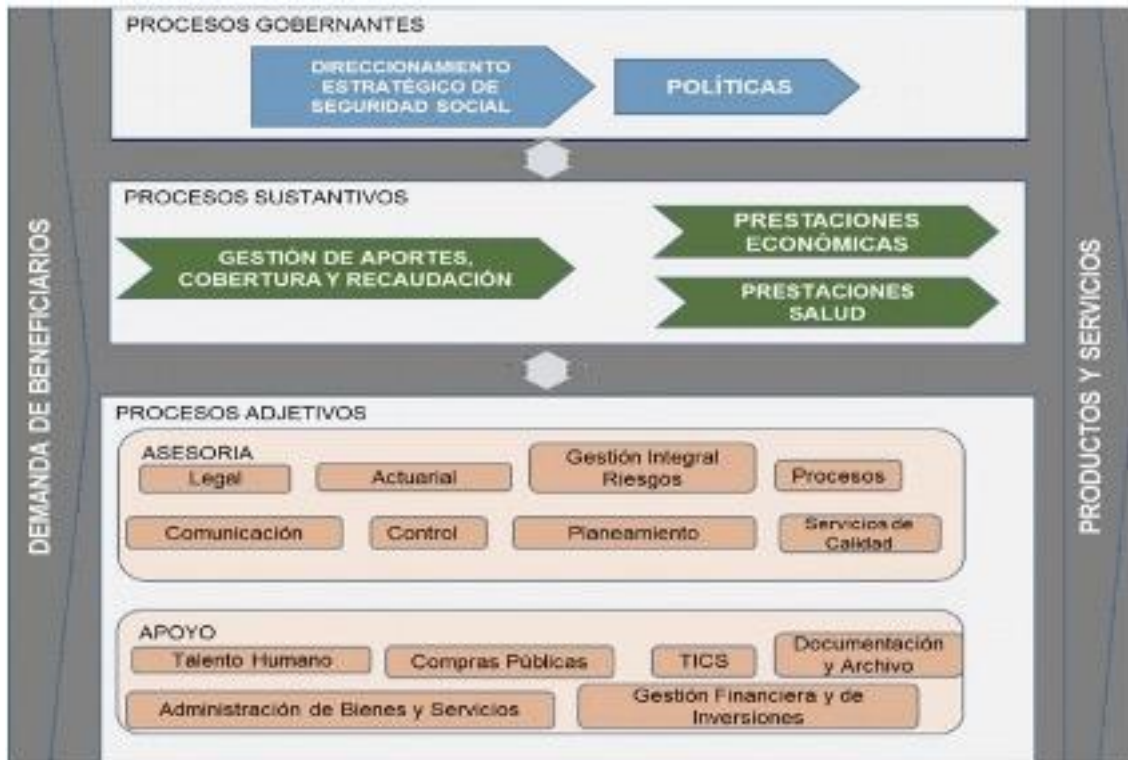 PROCESOS GOBERNANTES
DIRECCIONAMIENTO
ESTRATÉGICO DE
SEGURIDAD SOCIAL
POLÍTICAS
PROCESOS SUSTANTIVOS
GESTIÓN DE APORTES,
COBERTURA Y RECAUDACIÓN
PRESTACIONES
ECONÓMICAS
PRESTACIONES
SALUD
DEMANDA DE BENEFICIARIOS
PRODUCTOS Y SERVICIOS
PROCESOS ADJETIVOS
ASESORIA
Legal
Actuarial
Gestión Integral
Riesgos
Procesos
Comunicación
Control
Planeamiento
Servicios de
Calidad
APOYO
Talento Humano
Compras Públicas
TICS
Documentación
y Archivo
Administración de Bienes y Servicios
Gestión Financiera y de
Inversiones